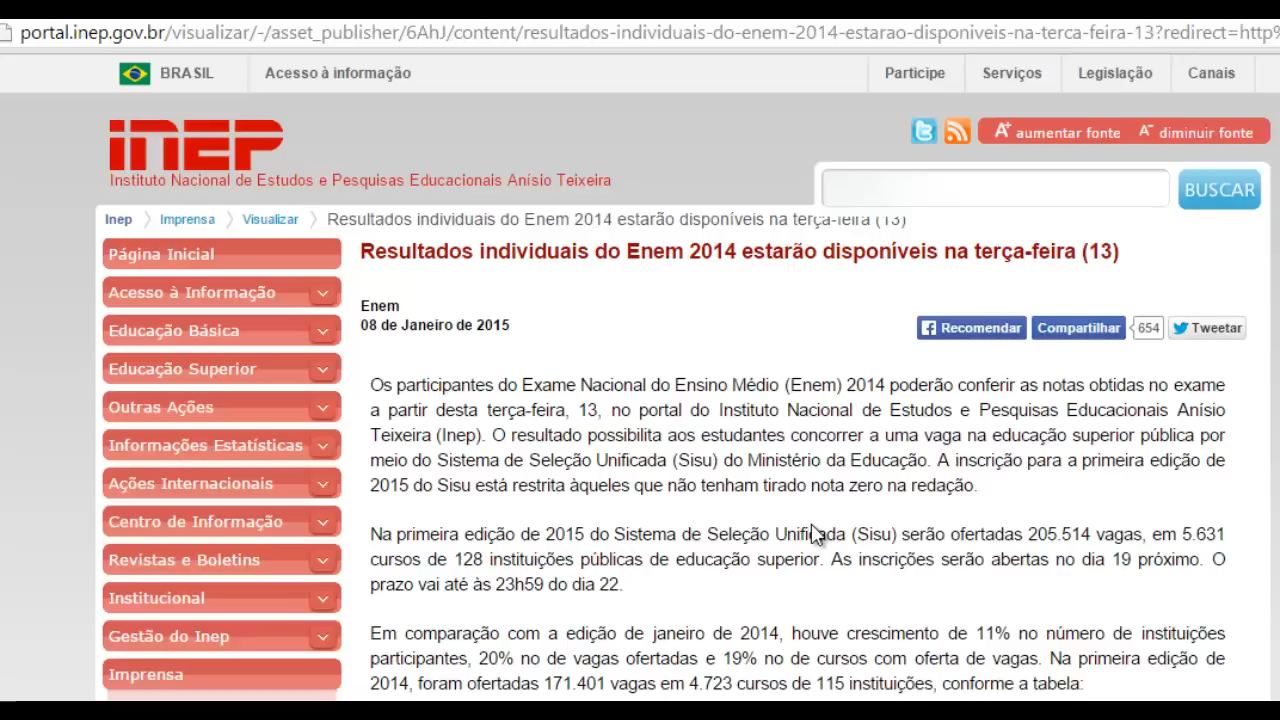 portal.inep.gov.br/visualizar/-/asset_publisher/6AhJ/content/resultados-individuais-do-enem-2014-estarao-disponiveis-na-terca-feira-13?redirect=http%
BRASIL Acesso à informação Participe Serviços Legislação Canais
INEP
Instituto Nacional de Estudos e Pesquisas Educacionais Anísio Teixeira
A+ aumentar fonte A- diminuir fonte
BUSCAR
Inep Imprensa Visualizar Resultados individuais do Enem 2014 estarão disponíveis na terça-feira (13)
Página Inicial
Acesso à Informação
Educação Básica
Educação Superior
Outras Ações
Informações Estatísticas
Ações Internacionais
Centro de Informação
Revistas e Boletins
Institucional
Gestão do Inep
Imprensa
Resultados individuais do Enem 2014 estarão disponíveis na terça-feira (13)
Enem
08 de Janeiro de 2015
Recomendar Compartilhar 654 Tweetar
Os participantes do Exame Nacional do Ensino Médio (Enem) 2014 poderão conferir as notas obtidas no exame
a partir desta terça-feira, 13, no portal do Instituto Nacional de Estudos e Pesquisas Educacionais Anísio
Teixeira (Inep). O resultado possibilita aos estudantes concorrer a uma vaga na educação superior pública por
meio do Sistema de Seleção Unificada (Sisu) do Ministério da Educação. A inscrição para a primeira edição de
2015 do Sisu está restrita àqueles que não tenham tirado nota zero na redação.
Na primeira edição de 2015 do Sistema de Seleção Unificada (Sisu) serão ofertadas 205.514 vagas, em 5.631
cursos de 128 instituições públicas de educação superior. As inscrições serão abertas no dia 19 próximo. O
prazo vai até às 23h59 do dia 22.
Em comparação com a edição de janeiro de 2014, houve crescimento de 11% no número de instituições
participantes, 20% no de vagas ofertadas e 19% no de cursos com oferta de vagas. Na primeira edição de
2014, foram ofertadas 171.401 vagas em 4.723 cursos de 115 instituições, conforme a tabela: